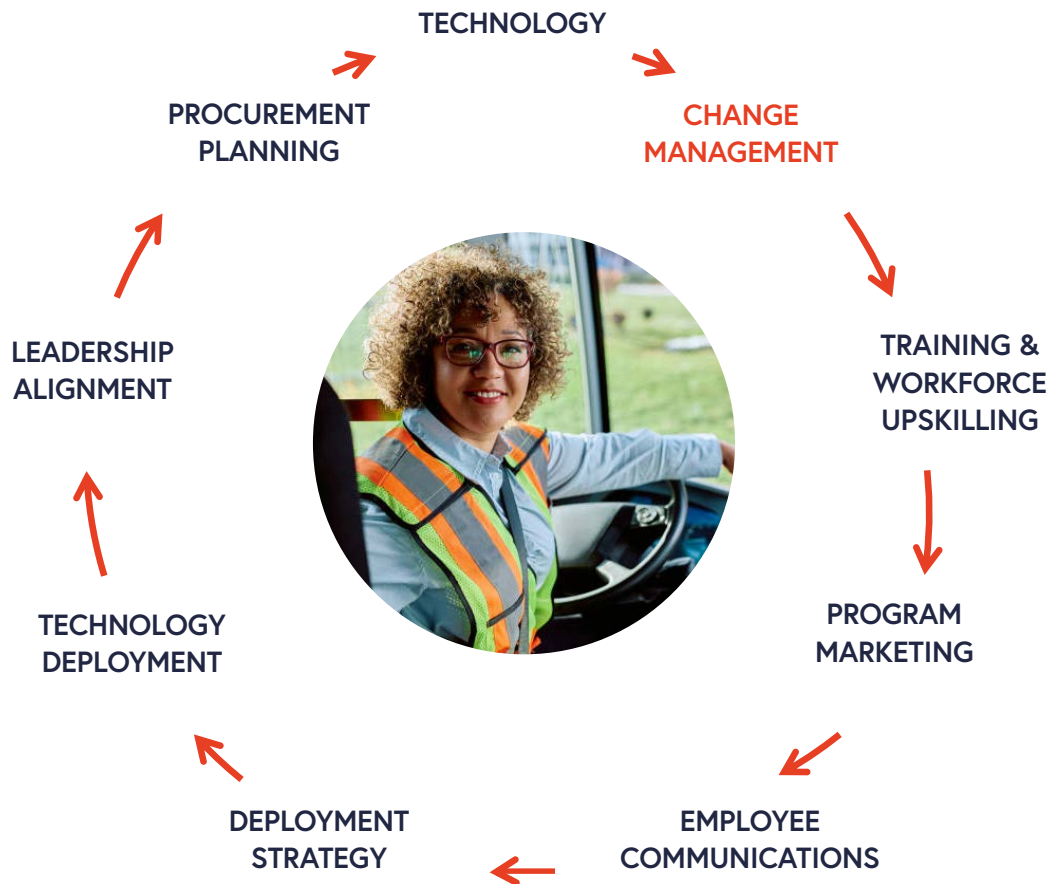 TECHNOLOGY
CHANGE
MANAGEMENT
TRAINING &
WORKFORCE
UPSKILLING
PROGRAM
MARKETING
EMPLOYEE
COMMUNICATIONS
DEPLOYMENT
STRATEGY
TECHNOLOGY
DEPLOYMENT
LEADERSHIP
ALIGNMENT
PROCUREMENT
PLANNING